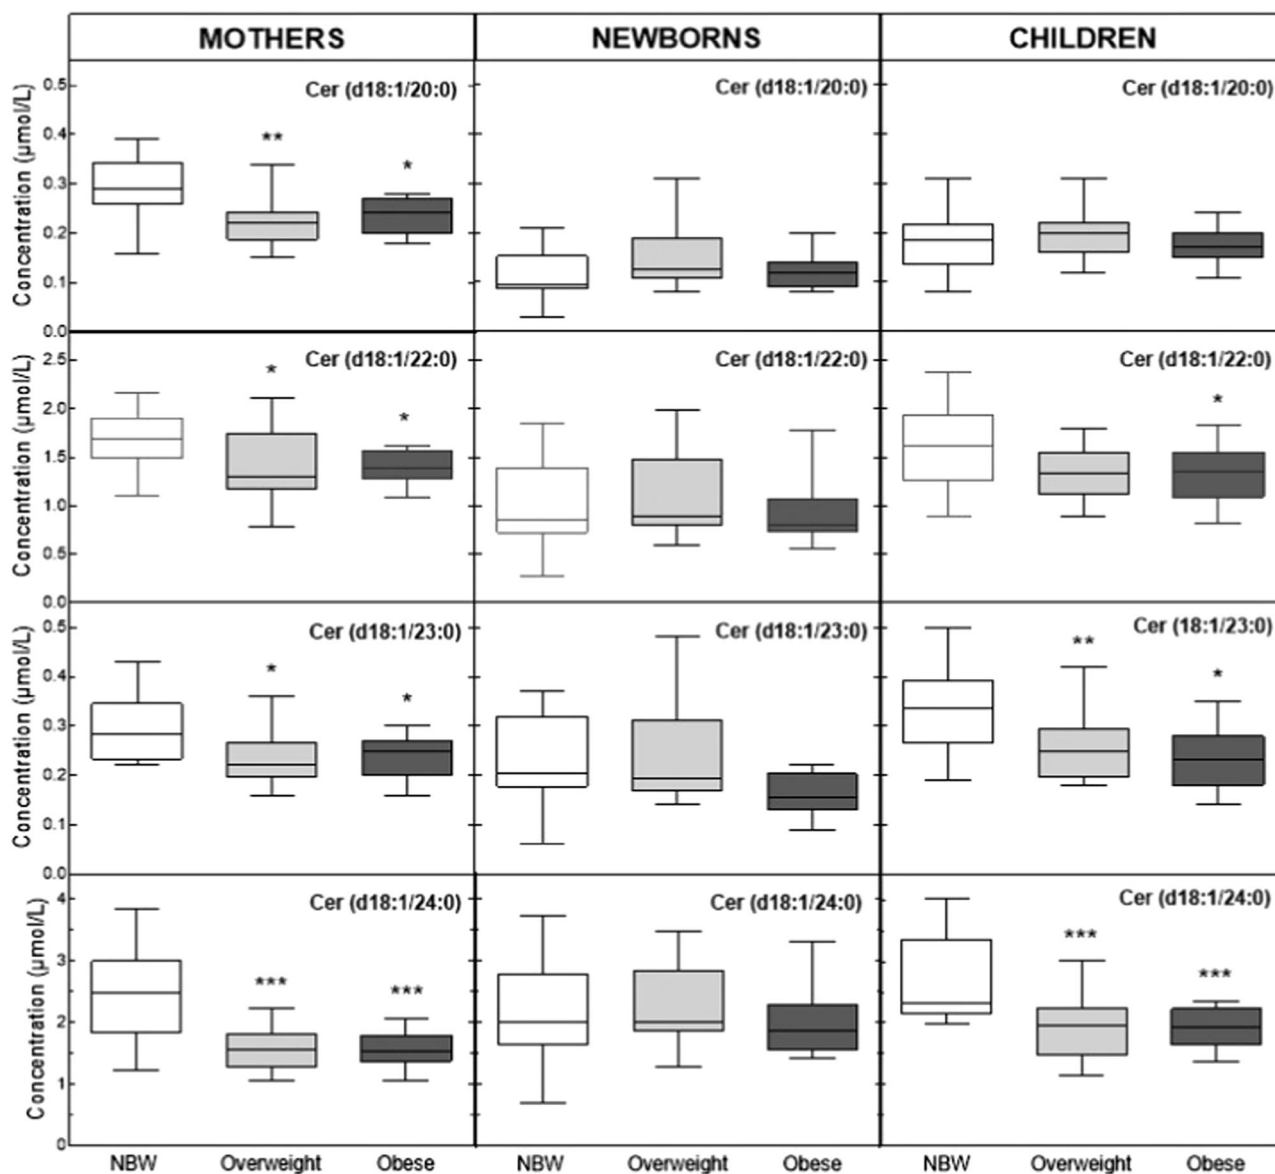 MOTHERS NEWBORNS CHILDREN
Cer (d18:1/20:0) Cer (d18:1/20:0) Cer (d18:1/20:0)
Concentration (µmol/L)
0.5
0.4
0.3
0.2
0.1
0.0
** *
Cer (d18:1/22:0) Cer (d18:1/22:0) Cer (d18:1/22:0)
Concentration (µmol/L)
2.5
2.0
1.5
1.0
0.5
0.0
* * *
Cer (d18:1/23:0) Cer (d18:1/23:0) Cer (18:1/23:0)
Concentration (µmol/L)
0.5
0.4
0.3
0.2
0.1
0.0
* * ** *
Cer (d18:1/24:0) Cer (d18:1/24:0) Cer (d18:1/24:0)
Concentration (µmol/L)
4
3
2
1
0
*** *** *** ***
NBW Overweight Obese NBW Overweight Obese NBW Overweight Obese